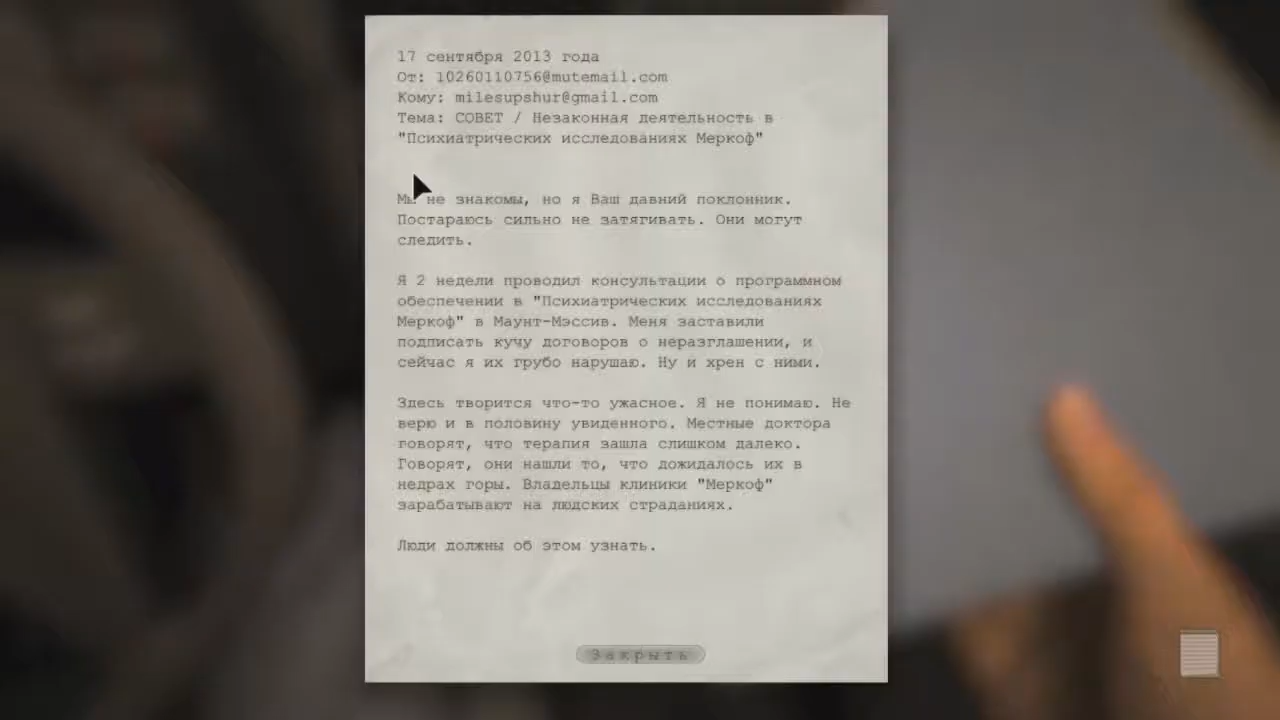 17 сентября 2013 года
От: 10260110756@mutemail.com
Кому: milesupshur@gmail.com
Тема: СОВЕТ / Незаконная деятельность в
"Психиатрических исследованиях Меркоф"
Мы не знакомы, но я Ваш давний поклонник.
Постараюсь сильно не затягивать. Они могут
следить.
Я 2 недели проводил консультации о программном
обеспечении в "Психиатрических исследованиях
Меркоф" в Маунт-Мэссив. Меня заставили
подписать кучу договоров о неразглашении, и
сейчас я их грубо нарушаю. Ну и хрен с ними.
Здесь творится что-то ужасное. Я не понимаю. Не
верю и в половину увиденного. Местные доктора
говорят, что терапия зашла слишком далеко.
Говорят, они нашли то, что дожидалось их в
недрах горы. Владельцы клиники "Меркоф"
зарабатывают на людских страданиях.
Люди должны об этом узнать.
Закрыть